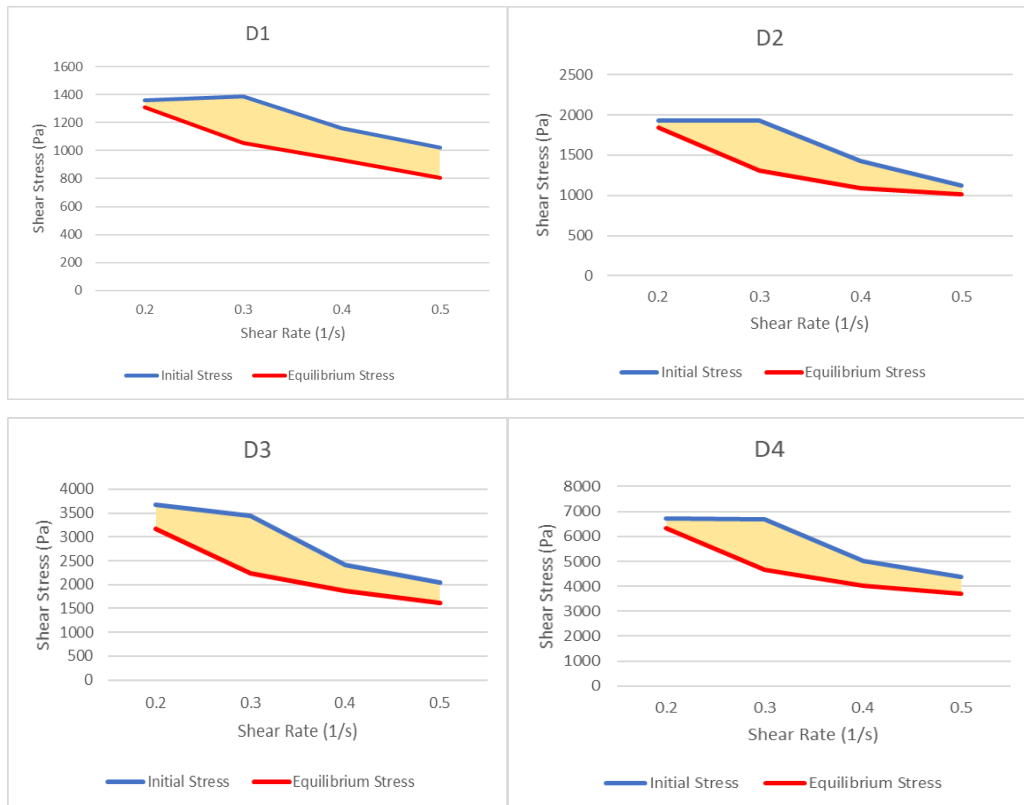 D1
Shear Stress (Pa)
1600
1400
1200
1000
800
600
400
200
0
0.2 0.3 0.4 0.5
Shear Rate (1/s)
Initial Stress Equilibrium Stress
D2
Shear Stress (Pa)
2500
2000
1500
1000
500
0
0.2 0.3 0.4 0.5
Shear Rate (1/s)
Initial Stress Equilibrium Stress
D3
Shear Stress (Pa)
4000
3500
3000
2500
2000
1500
1000
500
0
0.2 0.3 0.4 0.5
Shear Rate (1/s)
Initial Stress Equilibrium Stress
D4
Shear Stress (Pa)
8000
7000
6000
5000
4000
3000
2000
1000
0
0.2 0.3 0.4 0.5
Shear Rate (1/s)
Initial Stress Equilibrium Stress